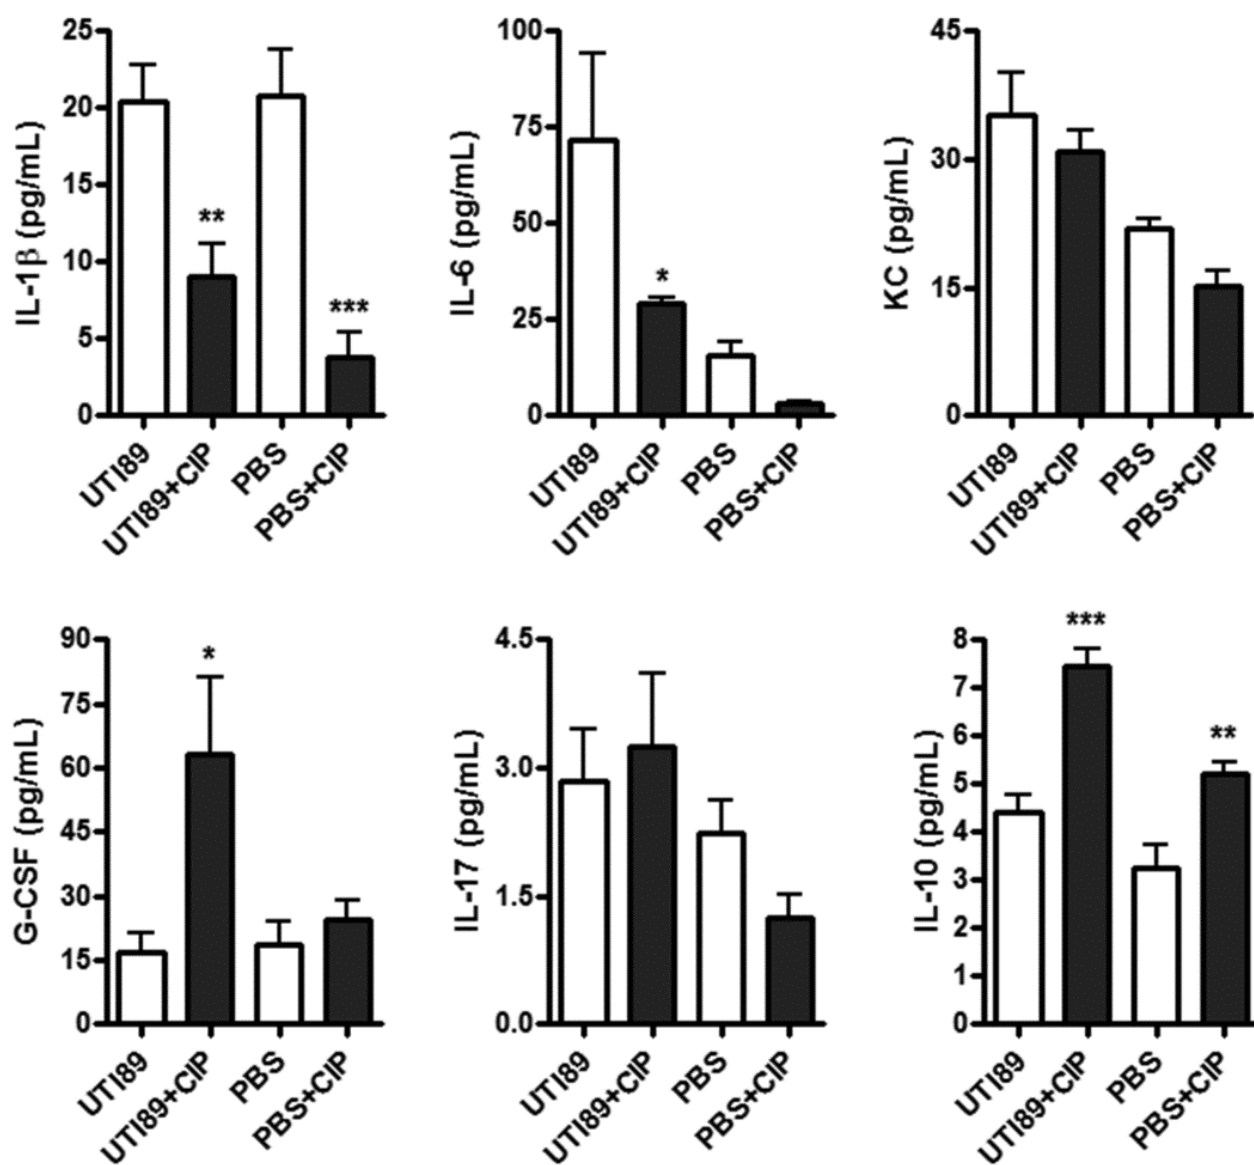 IL-1β (pg/mL)
25
20
15
10
5
0
**
***
UTI89
UTI89+CIP
PBS
PBS+CIP
IL-6 (pg/mL)
100
75
50
25
0
*
UTI89
UTI89+CIP
PBS
PBS+CIP
KC (pg/mL)
45
30
15
0
UTI89
UTI89+CIP
PBS
PBS+CIP
G-CSF (pg/mL)
90
75
60
45
30
15
0
*
UTI89
UTI89+CIP
PBS
PBS+CIP
IL-17 (pg/mL)
4.5
3.0
1.5
0.0
UTI89
UTI89+CIP
PBS
PBS+CIP
IL-10 (pg/mL)
8
7
6
5
4
3
2
1
0
***
**
UTI89
UTI89+CIP
PBS
PBS+CIP